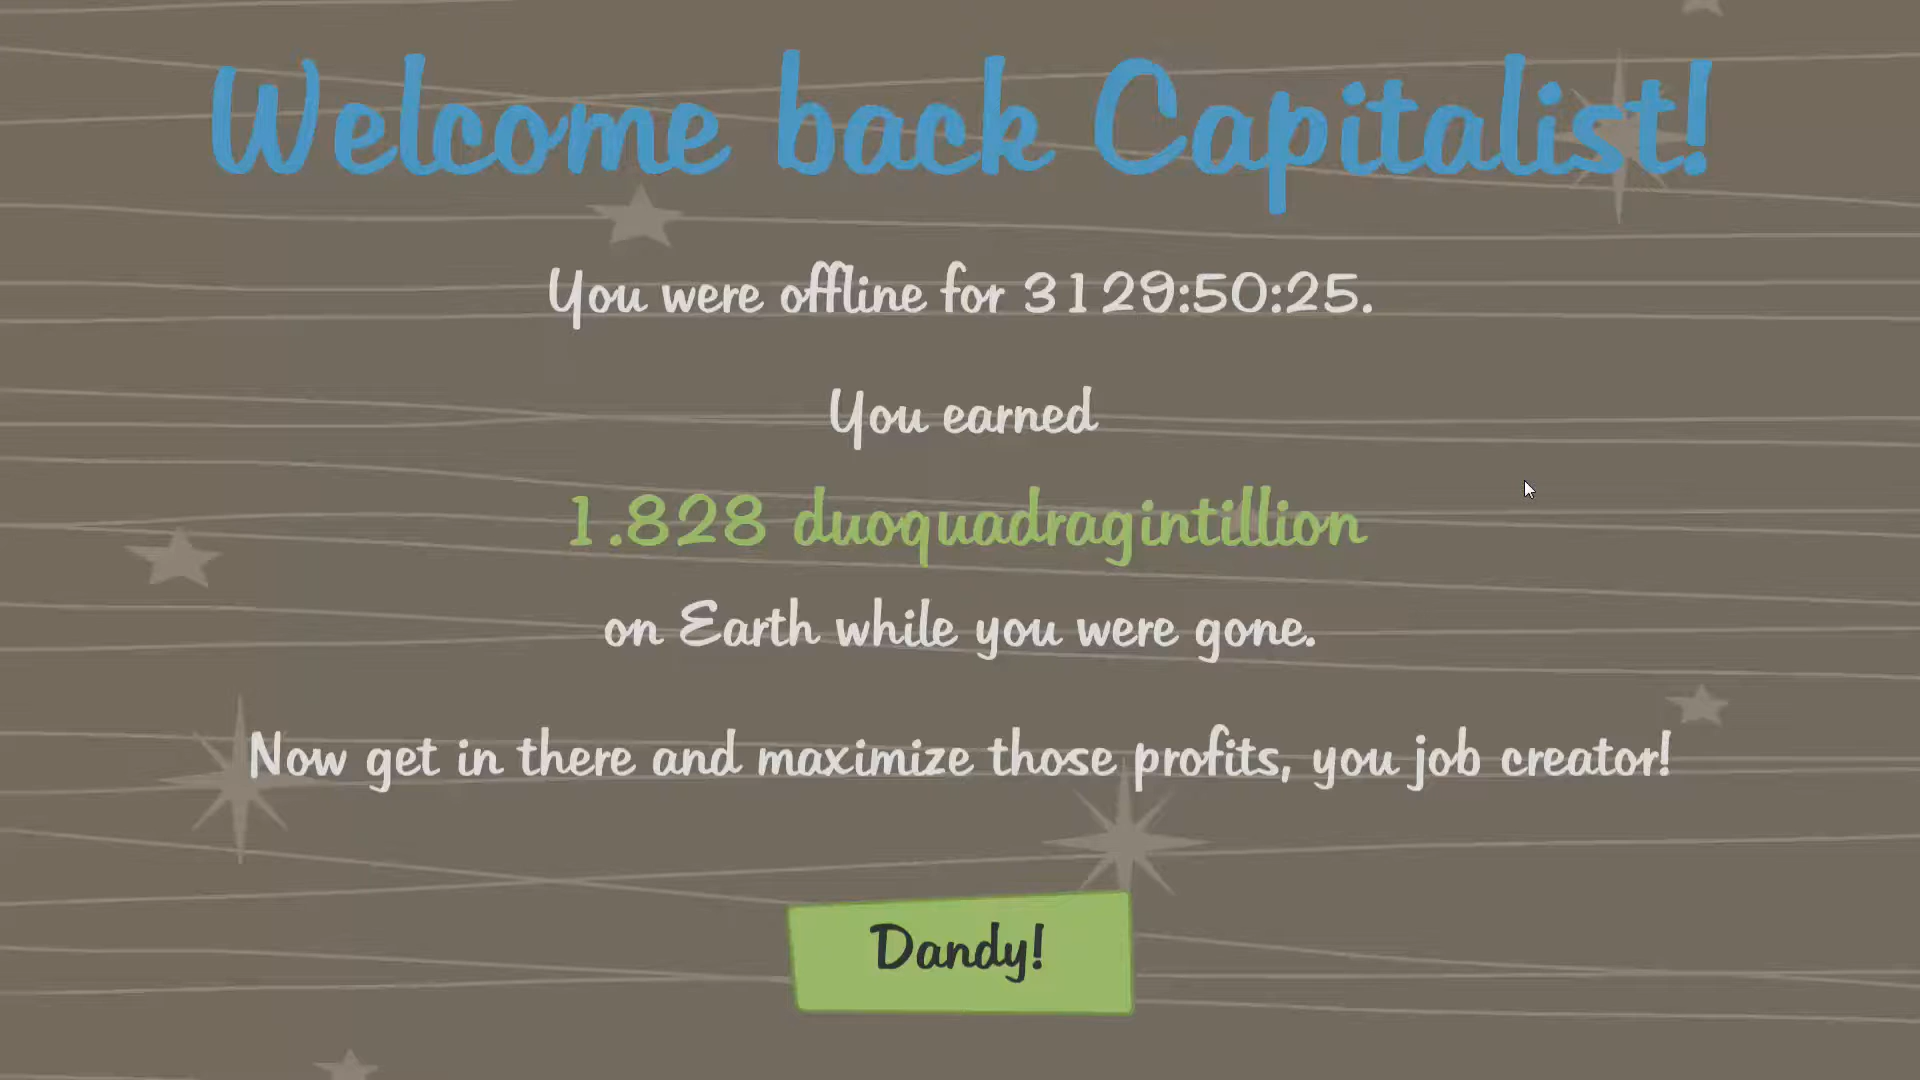 Welcome back Capitalist!
You were offline for 3129:50:25.
You earned
1.828 duoquadragintillion
on Earth while you were gone.
Now get in there and maximize those profits, you job creator!
Dandy!